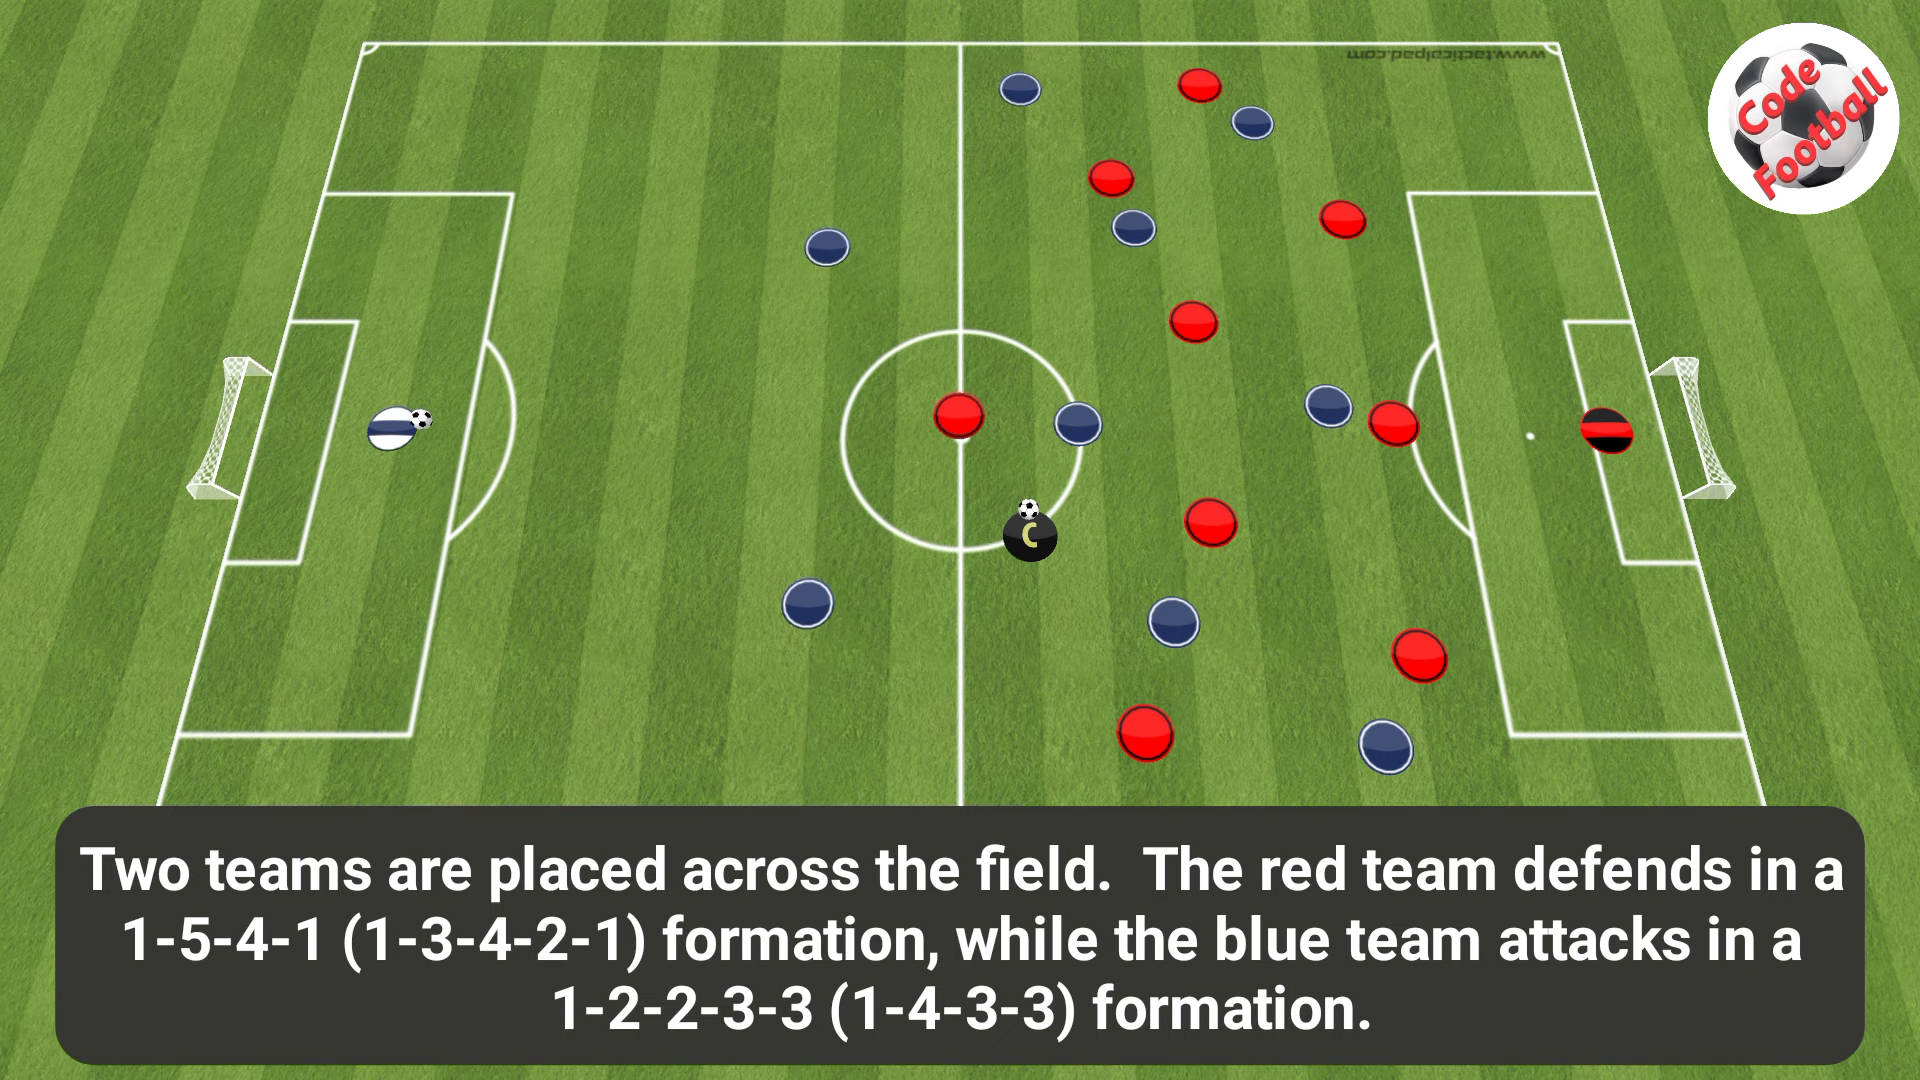 www.tacticalpad.com
Code
Football
C
Two teams are placed across the field.  The red team defends in a
1-5-4-1 (1-3-4-2-1) formation, while the blue team attacks in a
1-2-2-3-3 (1-4-3-3) formation.